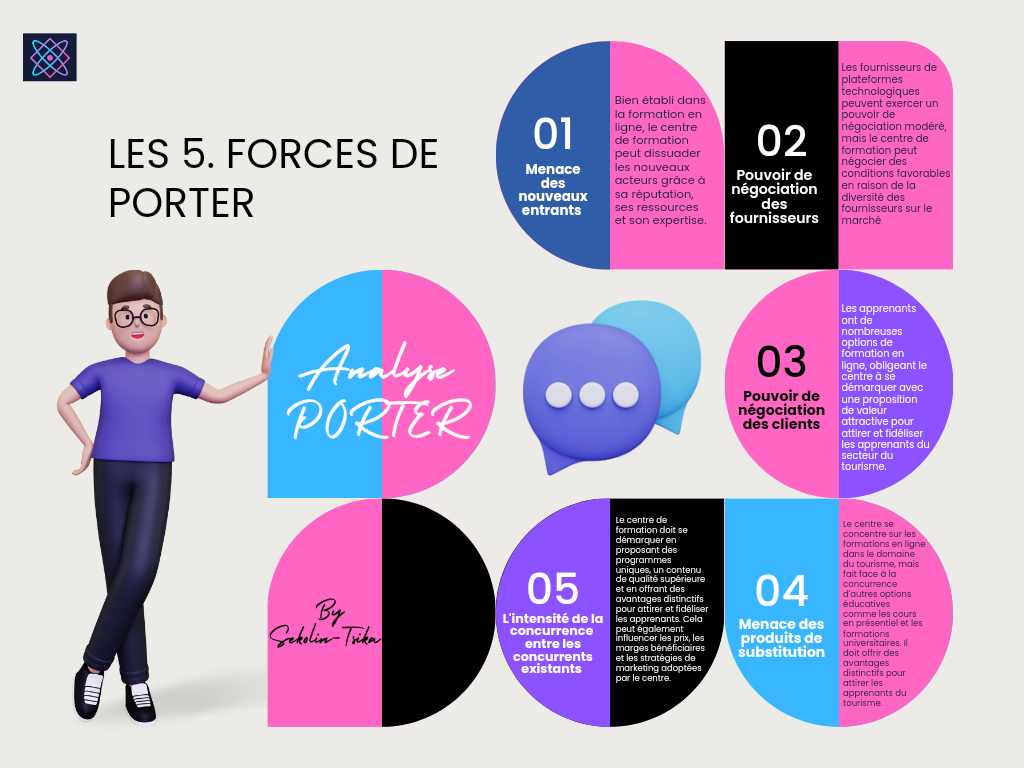 LES 5. FORCES DE
PORTER
01
Menace
des
nouveaux
entrants
Bien établi dans
la formation en
ligne, le centre
de formation
peut dissuader
les nouveaux
acteurs grâce à
sa réputation,
ses ressources
et son expertise.
02
Pouvoir de
négociation
des
fournisseurs
Les fournisseurs de
plateformes
technologiques
peuvent exercer un
pouvoir de
négociation modéré,
mais le centre de
formation peut
négocier des
conditions favorables
en raison de la
diversité des
fournisseurs sur le
marché
Analyse
PORTER
03
Pouvoir de
négociation
des clients
Les apprenants
ont de
nombreuses
options de
formation en
ligne, obligeant le
centre à se
démarquer avec
une proposition
de valeur
attractive pour
attirer et fidéliser
les apprenants du
secteur du
tourisme.
By
Sekolin-Tsika
05
L'intensité de la
concurrence
entre les
concurrents
existants
Le centre de
formation doit se
démarquer en
proposant des
programmes
uniques, un contenu
de qualité supérieure
et en offrant des
avantages distinctifs
pour attirer et fidéliser
les apprenants. Cela
peut également
influencer les prix, les
marges bénéficiaires
et les stratégies de
marketing adoptées
par le centre.
04
Menace des
produits de
substitution
Le centre se
concentre sur les
formations en ligne
dans le domaine
du tourisme, mais
fait face à la
concurrence
d'autres options
éducatives
comme les cours
en présentiel et les
formations
universitaires. Il
doit offrir des
avantages
distinctifs pour
attirer les
apprenants du
tourisme.